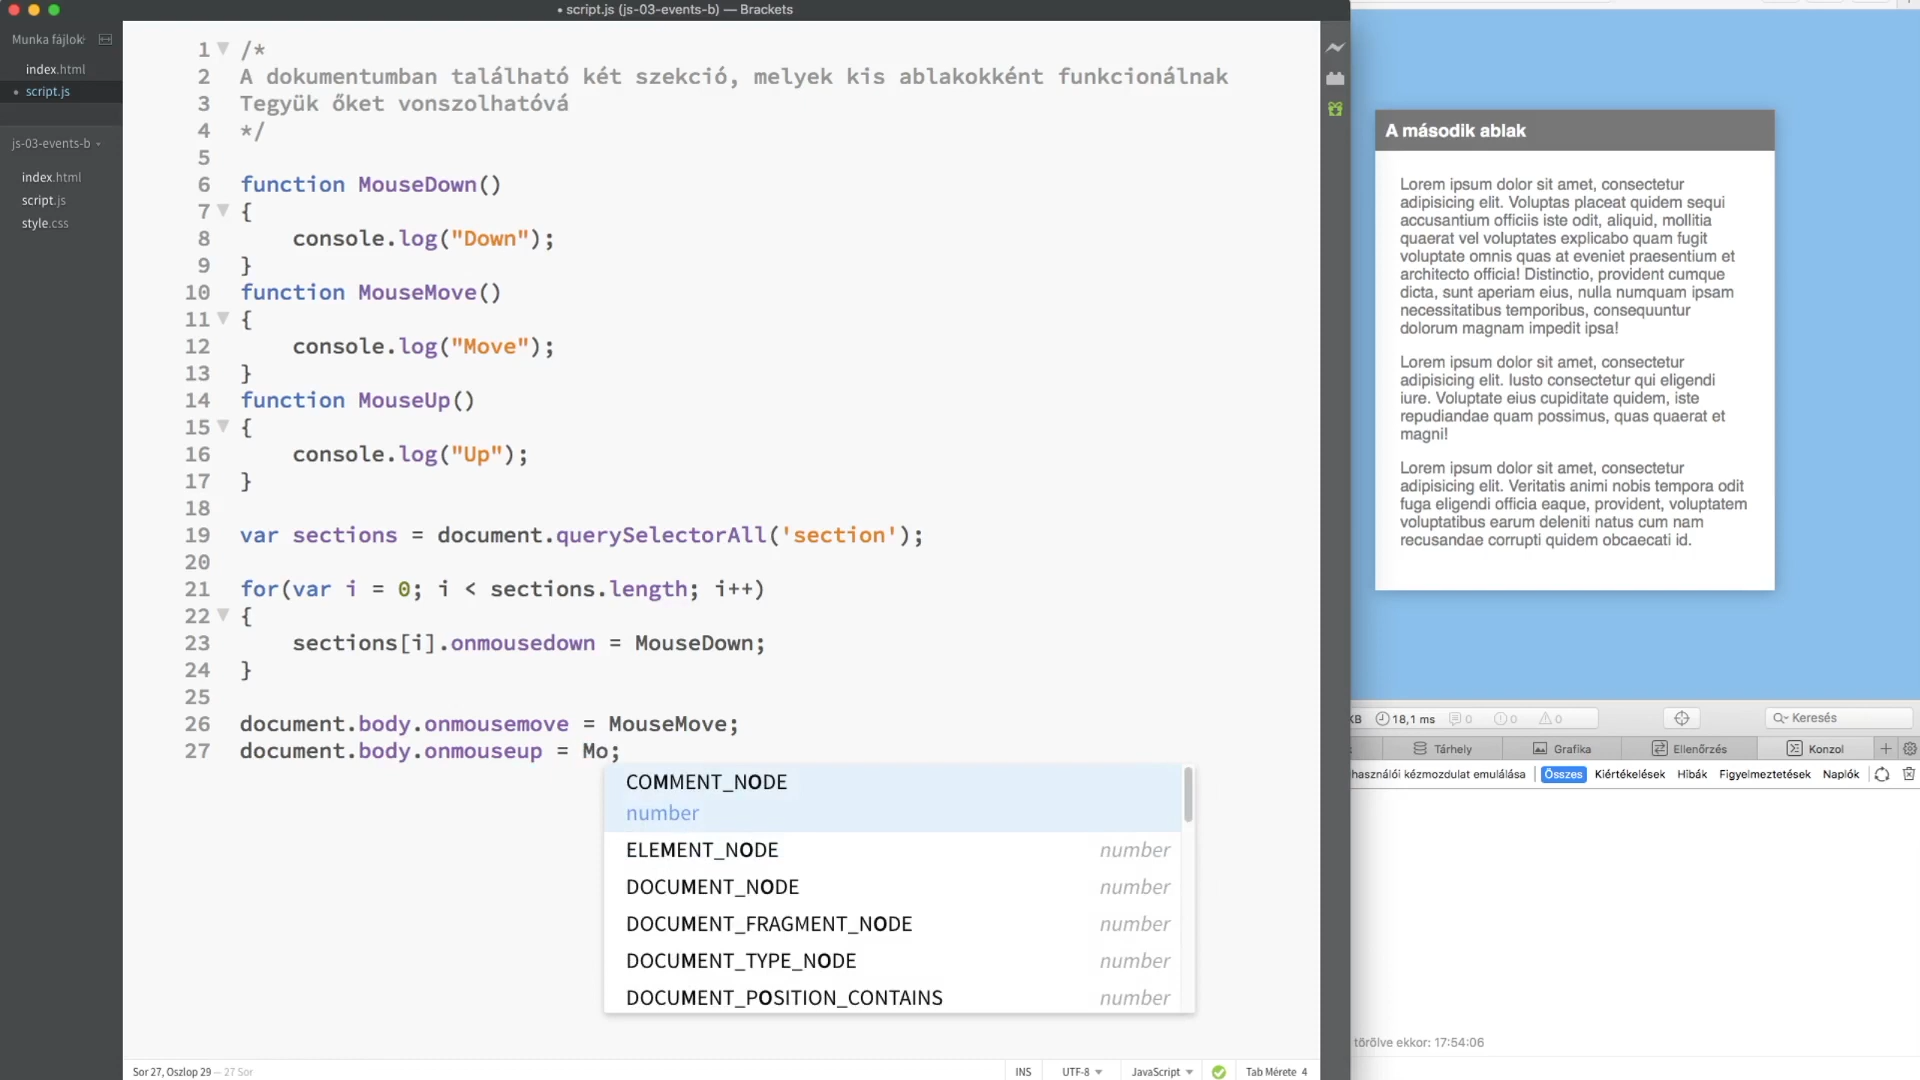 • script.js (js-03-events-b) — Brackets
Munka fájlok
index.html
• script.js
js-03-events-b
index.html
script.js
style.css
1 /*
2 A dokumentumban található két szekció, melyek kis ablakokként funkcionálnak
3 Tegyük őket vonszolhatóvá
4 */
5
6 function MouseDown()
7 {
8 console.log("Down");
9 }
10 function MouseMove()
11 {
12 console.log("Move");
13 }
14 function MouseUp()
15 {
16 console.log("Up");
17 }
18
19 var sections = document.querySelectorAll('section');
20
21 for(var i = 0; i < sections.length; i++)
22 {
23 sections[i].onmousedown = MouseDown;
24 }
25
26 document.body.onmousemove = MouseMove;
27 document.body.onmouseup = Mo;
COMMENT_NODE
number
ELEMENT_NODE number
DOCUMENT_NODE number
DOCUMENT_FRAGMENT_NODE number
DOCUMENT_TYPE_NODE number
DOCUMENT_POSITION_CONTAINS number
Sor 27, Oszlop 29 — 27 Sor
INS UTF-8 JavaScript Tab Mérete 4
A második ablak
Lorem ipsum dolor sit amet, consectetur
adipisicing elit. Voluptas placeat quidem sequi
accusantium officiis iste odit, aliquid, mollitia
quaerat vel voluptates explicabo quam fugit
voluptate omnis quas at eveniet praesentium et
architecto officia! Distinctio, provident cumque
dicta, sunt aperiam eius, nulla numquam ipsam
necessitatibus temporibus, consequuntur
dolorum magnam impedit ipsa!
Lorem ipsum dolor sit amet, consectetur
adipisicing elit. Iusto consectetur qui eligendi
iure. Voluptate eius cupiditate quidem, iste
repudiandae quam possimus, quas quaerat et
magni!
Lorem ipsum dolor sit amet, consectetur
adipisicing elit. Veritatis animi nobis tempora odit
fuga eligendi officia eaque, provident, voluptatem
voluptatibus earum deleniti natus cum nam
recusandae corrupti quidem obcaecati id.
KB 18,1 ms 0 0 0 Keresés
Tárhely Grafika Ellenőrzés Konzol
használói kézmozdulat emulálása Összes Kiértékelések Hibák Figyelmeztetések Naplók
törölve ekkor: 17:54:06